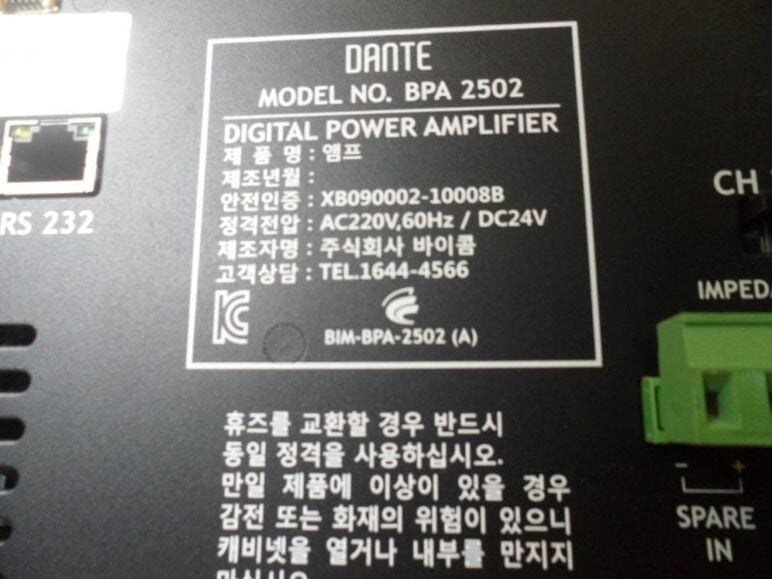 DANTE
MODEL NO. BPA 2502
DIGITAL POWER AMPLIFIER
제 품 명 : 앰프
제조년월 :
안전인증 : XB090002-10008B
정격전압 : AC220V,60Hz / DC24V
제조자명 : 주식회사 바이콤
고객상담 : TEL.1644-4566
BIM-BPA-2502 (A)
RS 232
CH
IMPED
휴즈를 교환할 경우 반드시
동일 정격을 사용하십시오.
만일 제품에 이상이 있을 경우
감전 또는 화재의 위험이 있으니
캐비넷을 열거나 내부를 만지지
마십시오
- +
SPARE
IN